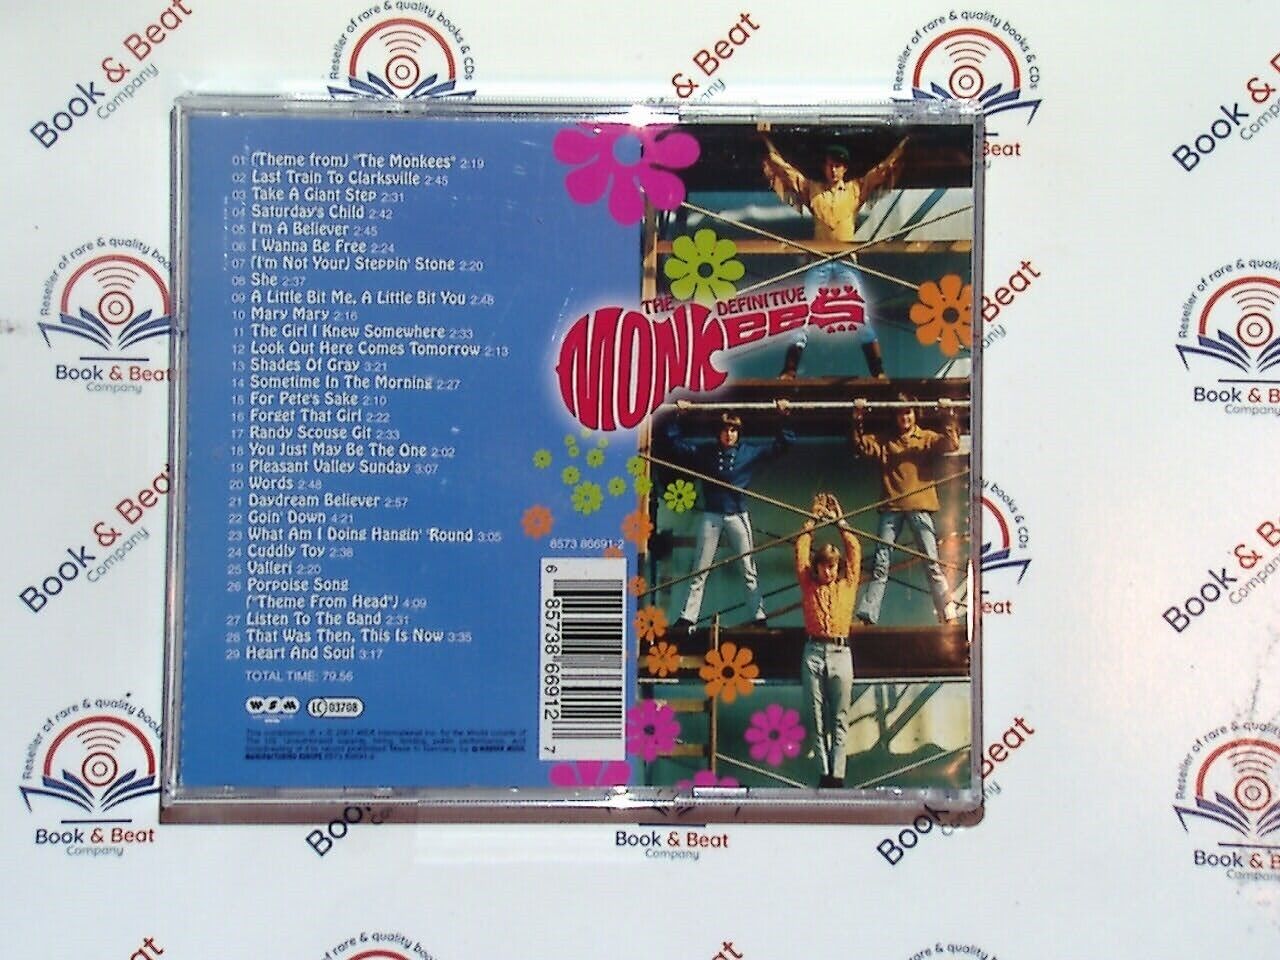 01 (Theme from) "The Monkees" 2:19
02 Last Train To Clarksville 2:45
03 Take A Giant Step 2:31
04 Saturday's Child 2:42
05 I'm A Believer 2:45
06 I Wanna Be Free 2:24
07 (I'm Not Your) Steppin' Stone 2:20
08 She 2:37
09 A Little Bit Me, A Little Bit You 2:48
10 Mary Mary 2:16
11 The Girl I Knew Somewhere 2:33
12 Look Out Here Comes Tomorrow 2:13
13 Shades Of Gray 3:21
14 Sometime In The Morning 2:27
15 For Pete's Sake 2:10
16 Forget That Girl 2:22
17 Randy Scouse Git 2:33
18 You Just May Be The One 2:02
19 Pleasant Valley Sunday 3:07
20 Words 2:48
21 Daydream Believer 2:57
22 Goin' Down 4:21
23 What Am I Doing Hangin' 'Round 3:05
24 Cuddly Toy 2:38
25 Valleri 2:20
26 Porpoise Song
("Theme From Head") 4:09
27 Listen To The Band 2:31
28 That Was Then, This Is Now 3:35
29 Heart And Soul 3:17
TOTAL TIME: 79.56
WSM
LC 03708
THE DEFINITIVE
MONKEES
8573 86691-2
6 85738 66912 7
Reseller of rare & quality books & CDs
Book & Beat
Company